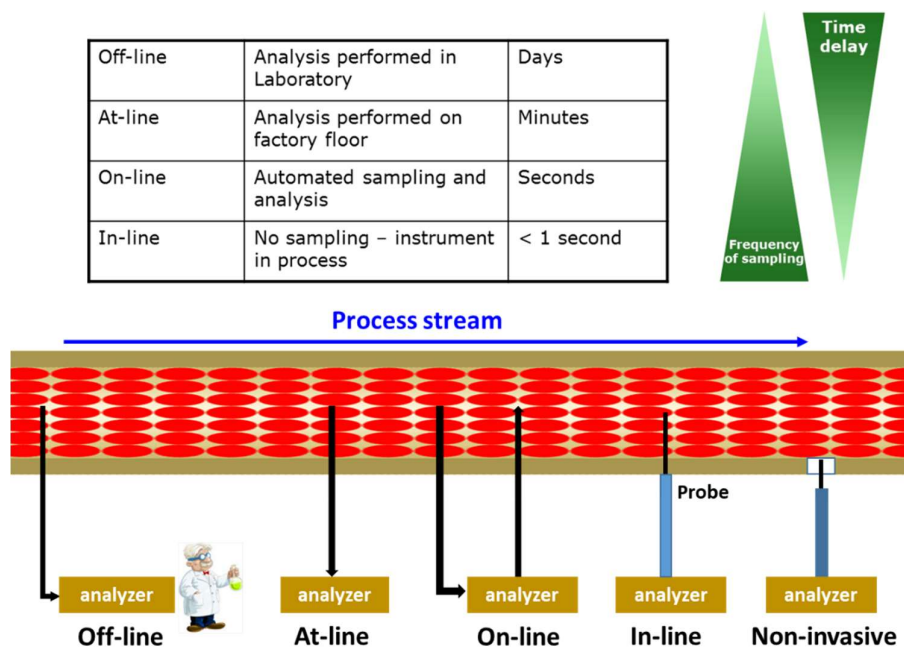 Off-line
Analysis performed in
Laboratory
Days
At-line
Analysis performed on
factory floor
Minutes
On-line
Automated sampling and
analysis
Seconds
In-line
No sampling – instrument
in process
< 1 second
Time
delay
Frequency
of sampling
Process stream
Probe
analyzer
analyzer
analyzer
analyzer
analyzer
Off-line
At-line
On-line
In-line
Non-invasive